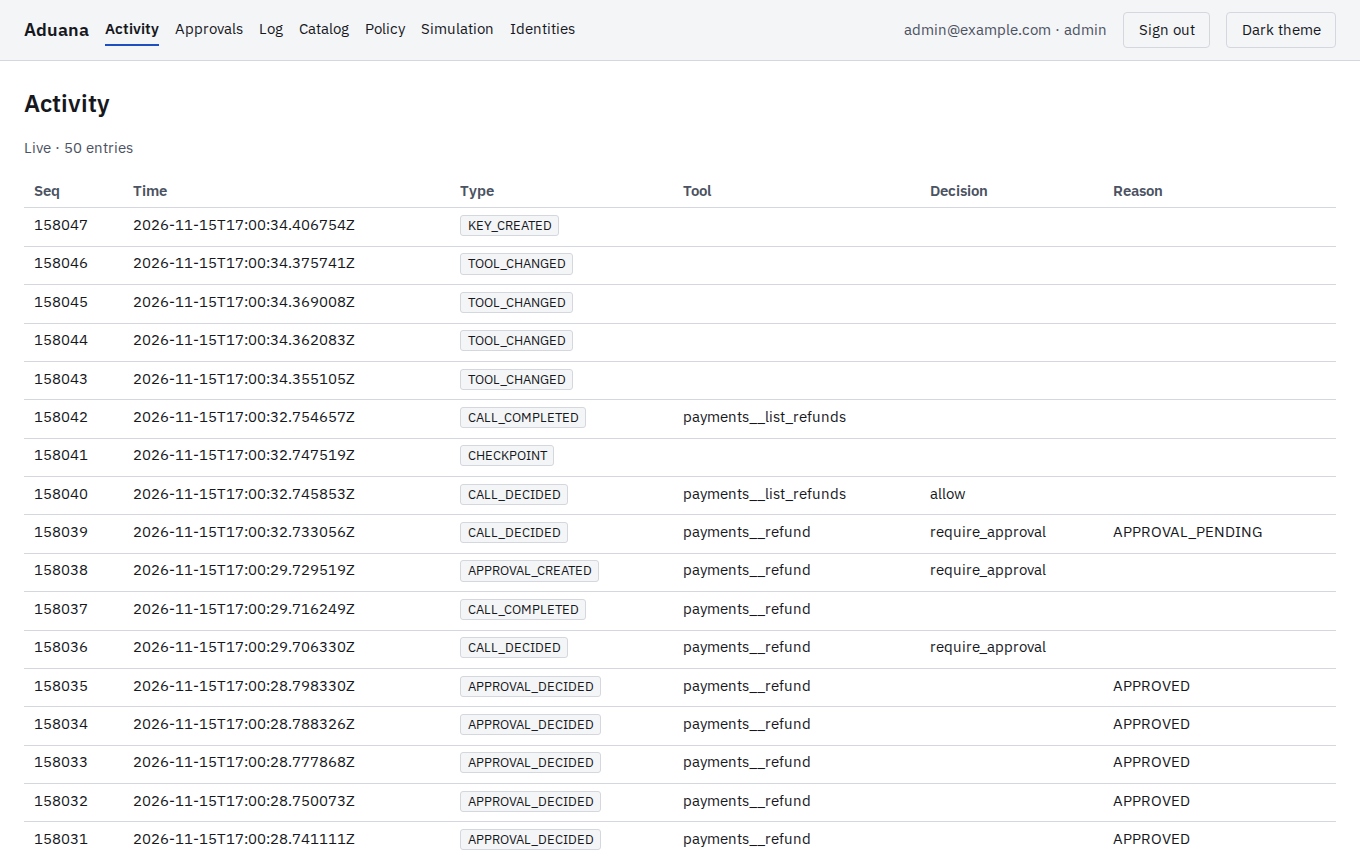 Aduana Activity Approvals Log Catalog Policy Simulation Identities admin@example.com · admin Sign out Dark theme
Activity
Live · 50 entries
Seq Time Type Tool Decision Reason
158047 2026-11-15T17:00:34.406754Z KEY_CREATED
158046 2026-11-15T17:00:34.375741Z TOOL_CHANGED
158045 2026-11-15T17:00:34.369008Z TOOL_CHANGED
158044 2026-11-15T17:00:34.362083Z TOOL_CHANGED
158043 2026-11-15T17:00:34.355105Z TOOL_CHANGED
158042 2026-11-15T17:00:32.754657Z CALL_COMPLETED payments__list_refunds
158041 2026-11-15T17:00:32.747519Z CHECKPOINT
158040 2026-11-15T17:00:32.745853Z CALL_DECIDED payments__list_refunds allow
158039 2026-11-15T17:00:32.733056Z CALL_DECIDED payments__refund require_approval APPROVAL_PENDING
158038 2026-11-15T17:00:29.729519Z APPROVAL_CREATED payments__refund require_approval
158037 2026-11-15T17:00:29.716249Z CALL_COMPLETED payments__refund
158036 2026-11-15T17:00:29.706330Z CALL_DECIDED payments__refund require_approval
158035 2026-11-15T17:00:28.798330Z APPROVAL_DECIDED payments__refund APPROVED
158034 2026-11-15T17:00:28.788326Z APPROVAL_DECIDED payments__refund APPROVED
158033 2026-11-15T17:00:28.777868Z APPROVAL_DECIDED payments__refund APPROVED
158032 2026-11-15T17:00:28.750073Z APPROVAL_DECIDED payments__refund APPROVED
158031 2026-11-15T17:00:28.741111Z APPROVAL_DECIDED payments__refund APPROVED